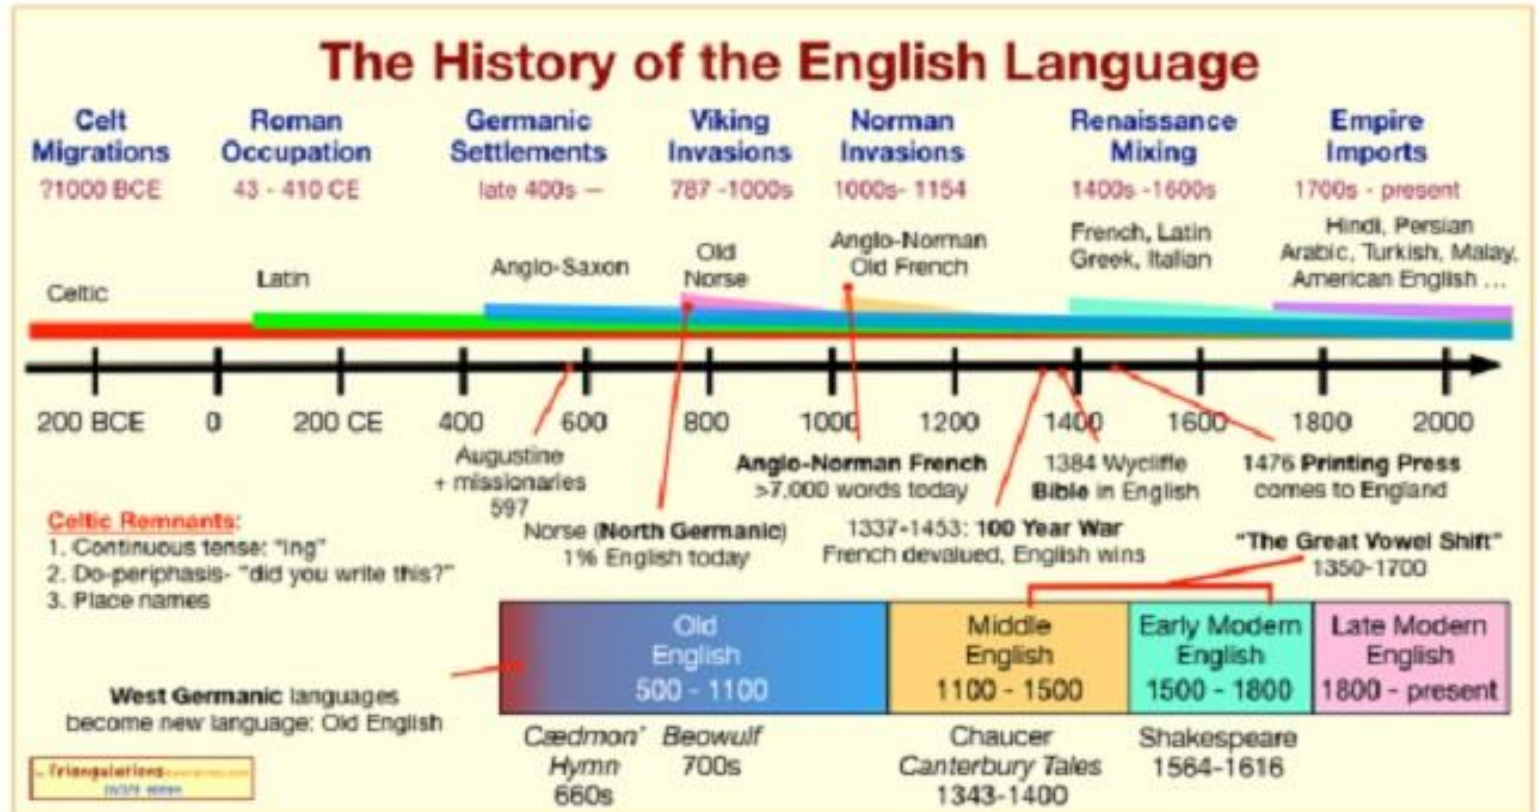 The History of the English Language
Celt
Migrations
?1000 BCE
Roman
Occupation
43 - 410 CE
Germanic
Settlements
late 400s —
Viking
Invasions
787 -1000s
Norman
Invasions
1000s- 1154
Renaissance
Mixing
1400s -1600s
Empire
Imports
1700s - present
Celtic
Latin
Anglo-Saxon
Old
Norse
Anglo-Norman
Old French
French, Latin
Greek, Italian
Hindi, Persian
Arabic, Turkish, Malay,
American English ...
200 BCE 0 200 CE 400 600 800 1000 1200 1400 1600 1800 2000
Augustine
+ missionaries
597
Norse (North Germanic)
1% English today
Anglo-Norman French
>7,000 words today
1337-1453: 100 Year War
French devalued, English wins
1384 Wycliffe
Bible in English
1476 Printing Press
comes to England
"The Great Vowel Shift"
1350-1700
Celtic Remnants:
1. Continuous tense: "ing"
2. Do-periphasis- "did you write this?"
3. Place names
West Germanic languages
become new language: Old English
Old
English
500 - 1100
Middle
English
1100 - 1500
Early Modern
English
1500 - 1800
Late Modern
English
1800 - present
Cædmon'
Hymn
660s
Beowulf
700s
Chaucer
Canterbury Tales
1343-1400
Shakespeare
1564-1616
Triangulations